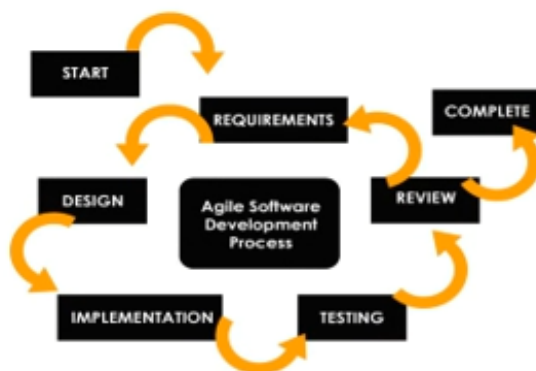 START
REQUIREMENTS
COMPLETE
DESIGN
Agile Software
Development
Process
REVIEW
IMPLEMENTATION
TESTING